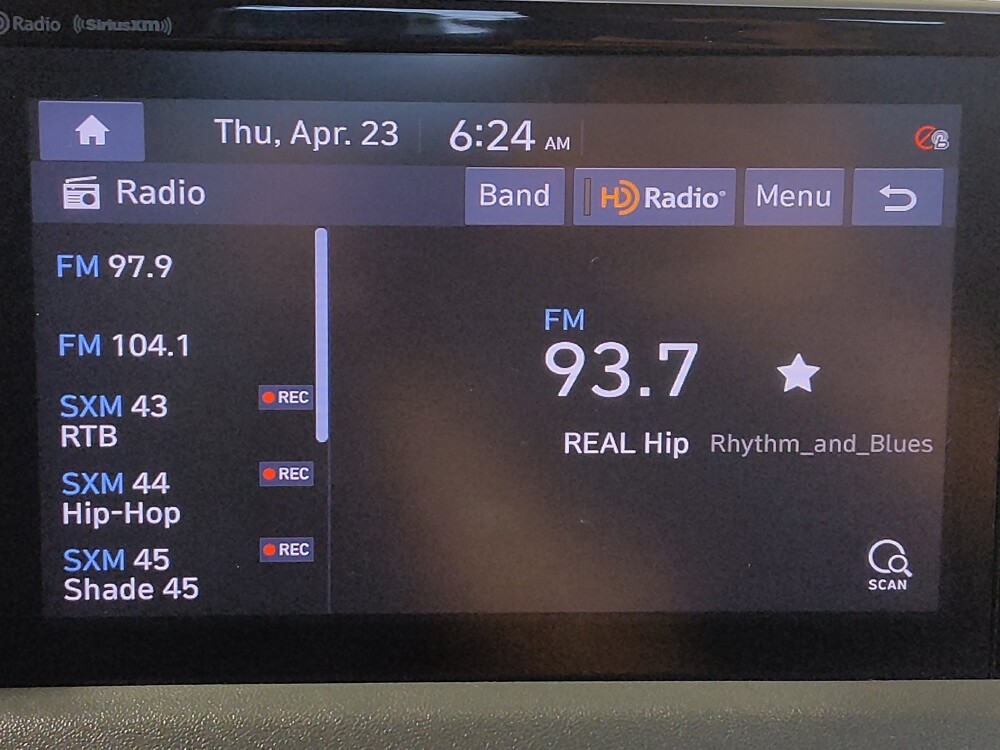 Radio ((SiriusXM))
Thu, Apr. 23 6:24 AM
Radio Band HD Radio® Menu
FM 97.9
FM 104.1
SXM 43 REC
RTB
SXM 44 REC
Hip-Hop
SXM 45 REC
Shade 45
FM
93.7
REAL Hip Rhythm_and_Blues
SCAN